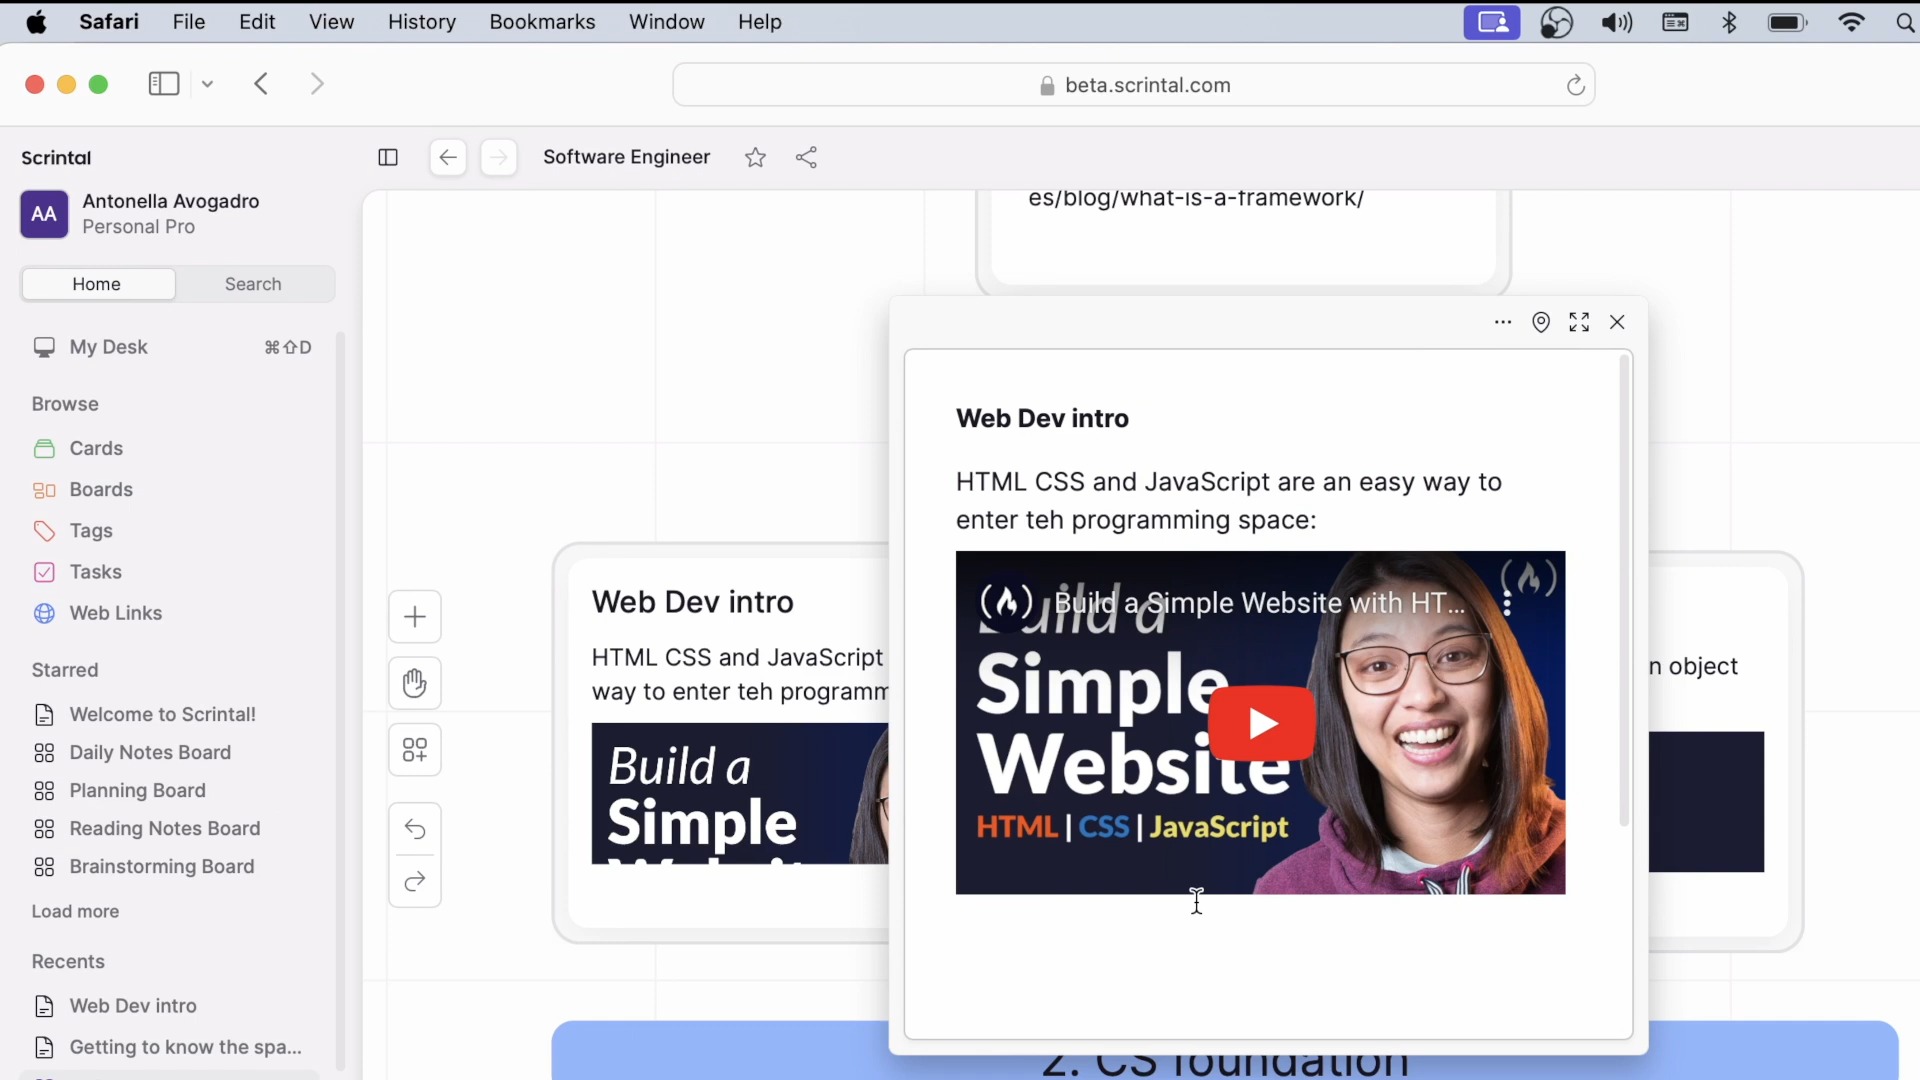 Safari File Edit View History Bookmarks Window Help
beta.scrintal.com
Scrintal
Software Engineer
AA
Antonella Avogadro
Personal Pro
Home Search
My Desk ⌘⇧D
Browse
Cards
Boards
Tags
Tasks
Web Links
Starred
Welcome to Scrintal!
Daily Notes Board
Planning Board
Reading Notes Board
Brainstorming Board
Load more
Recents
Web Dev intro
Getting to know the spa...
es/blog/what-is-a-framework/
Web Dev intro
HTML CSS and JavaScript
way to enter teh programm
Build a
Simple
Web Dev intro
HTML CSS and JavaScript are an easy way to
enter teh programming space:
Build a Simple Website with HT...
Build a
Simple
Website
HTML | CSS | JavaScript
n object
2. CS foundation